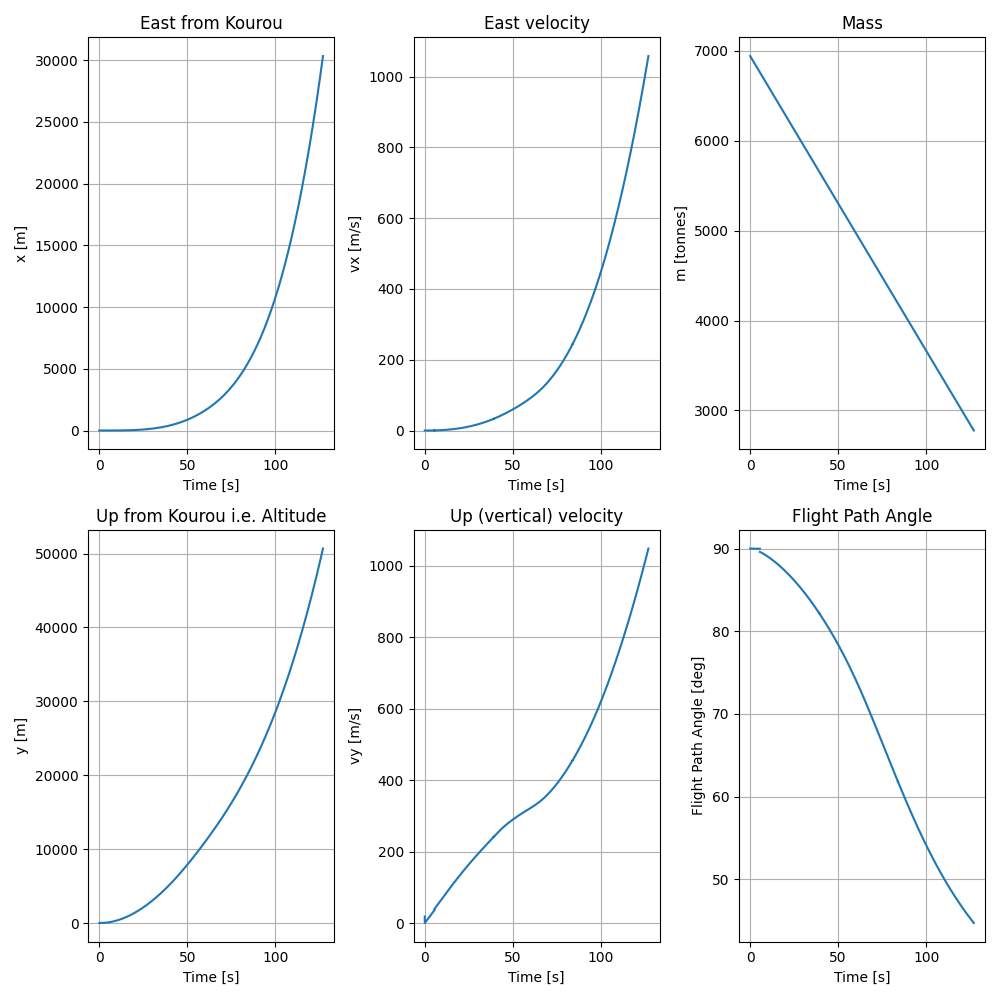 East from Kourou
East velocity
Mass
30000
25000
20000
15000
10000
5000
0
x [m]
0
50
100
Time [s]
1000
800
600
400
200
0
vx [m/s]
0
50
100
Time [s]
7000
6000
5000
4000
3000
m [tonnes]
0
50
100
Time [s]
Up from Kourou i.e. Altitude
Up (vertical) velocity
Flight Path Angle
50000
40000
30000
20000
10000
0
y [m]
0
50
100
Time [s]
1000
800
600
400
200
0
vy [m/s]
0
50
100
Time [s]
90
80
70
60
50
Flight Path Angle [deg]
0
50
100
Time [s]